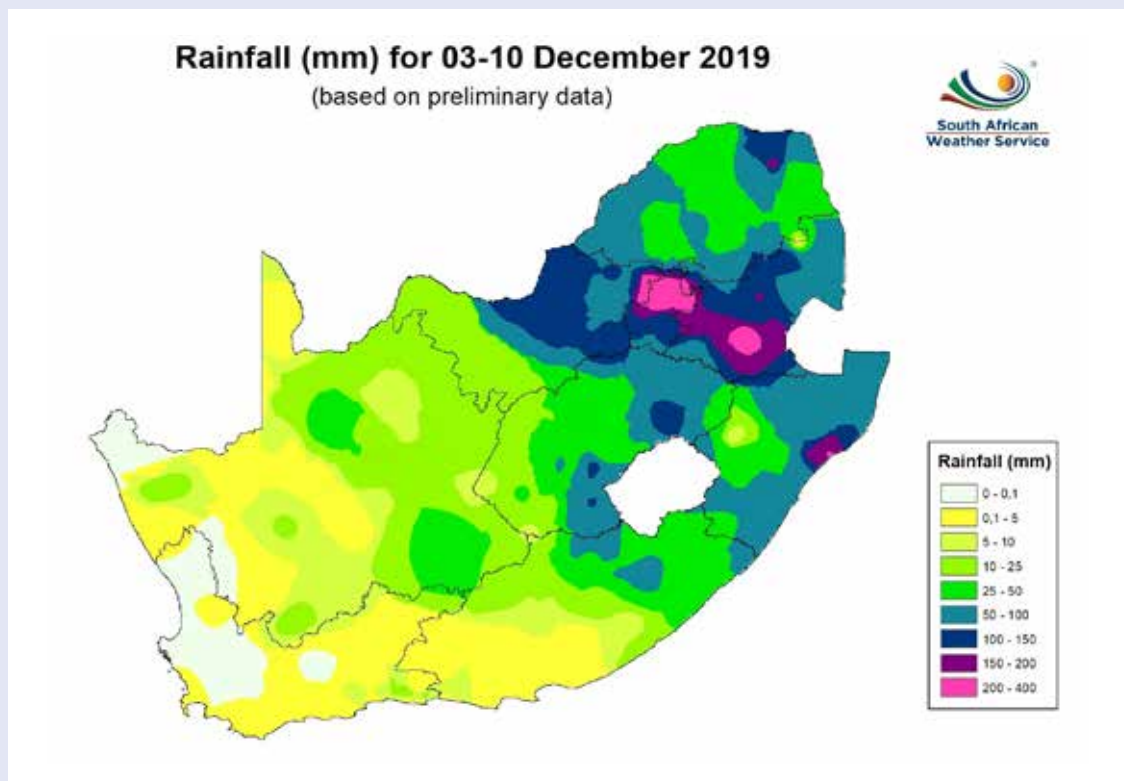 Rainfall (mm) for 03-10 December 2019
(based on preliminary data)
South African
Weather Service
Rainfall (mm)
0 - 0,1
0,1 - 5
5 - 10
10 - 25
25 - 50
50 - 100
100 - 150
150 - 200
200 - 400